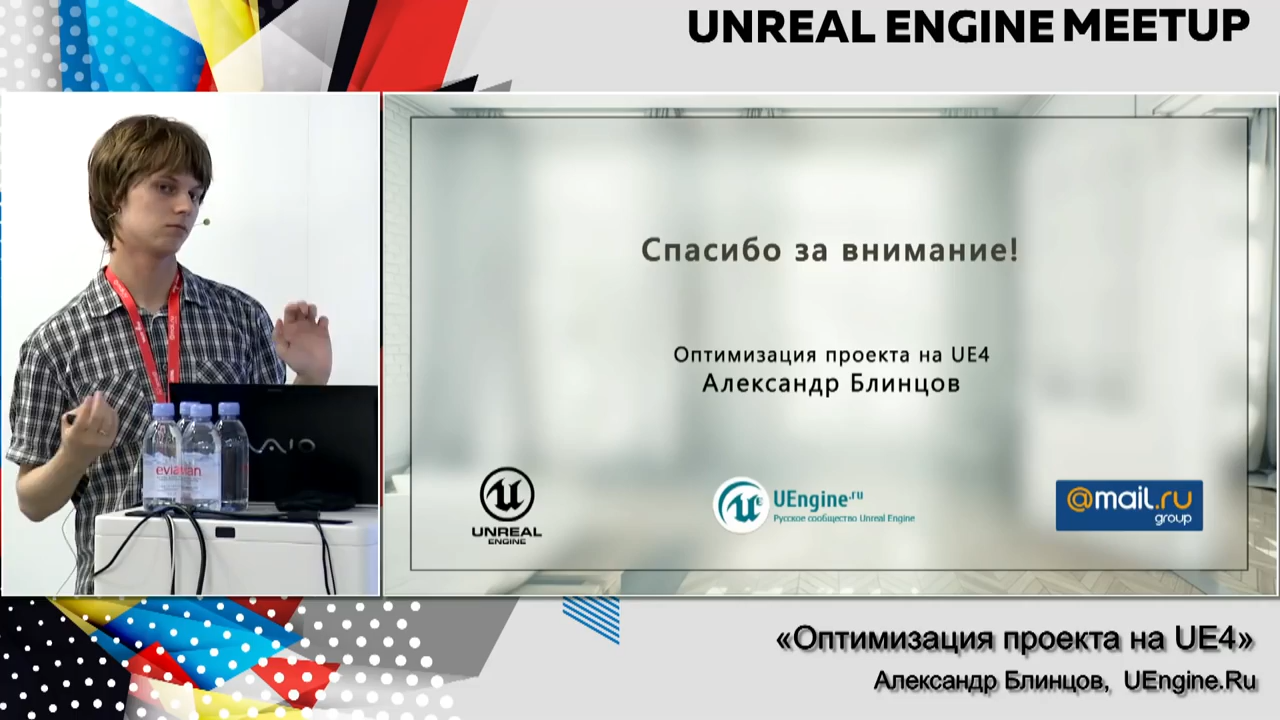 UNREAL ENGINE MEETUP
Спасибо за внимание!
Оптимизация проекта на UE4
Александр Блинцов
UNREAL
ENGINE
UEngine.ru
Русское сообщество Unreal Engine
@mail.ru
group
evian
VAIO
«Оптимизация проекта на UE4»
Александр Блинцов, UEngine.Ru